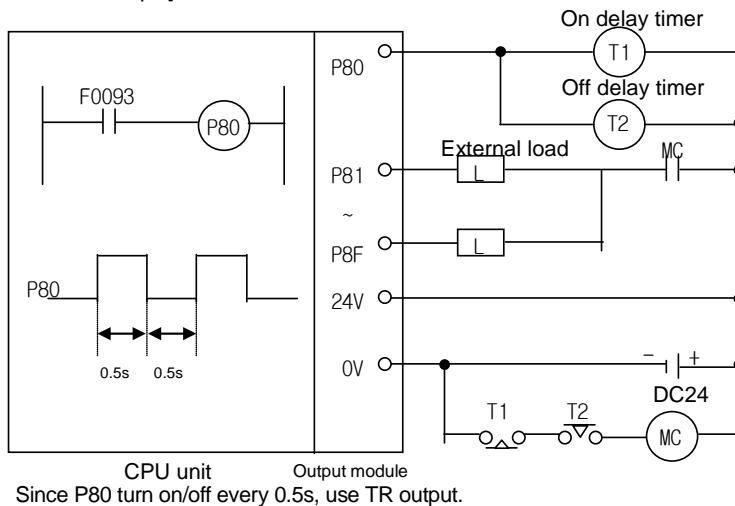 On delay timer
P80
T1
F0093
P80
Off delay timer
T2
External load
MC
P81
L
~
P8F
L
P80
24V
0.5s
0.5s
0V
- +
DC24
T1
T2
MC
CPU unit
Output module
Since P80 turn on/off every 0.5s, use TR output.